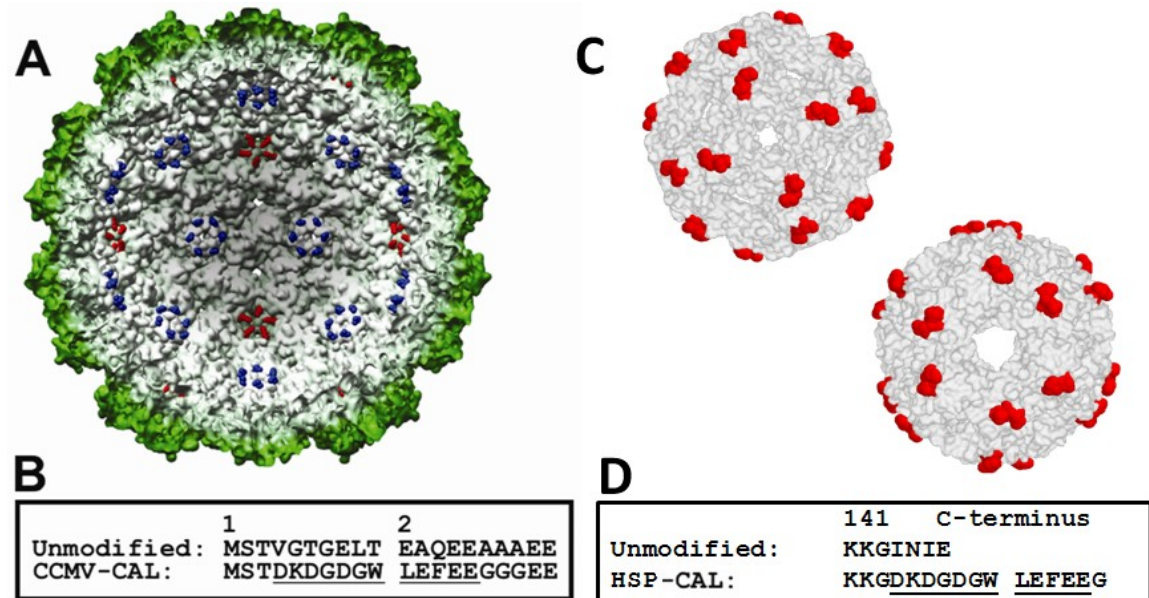 A
C
B
1 2
Unmodified: MSTVGTGELT EAQEEAAAEE
CCMV-CAL: MSTDKDGDGW LEFEEGGGEE
D
141 C-terminus
Unmodified: KKGINIE
HSP-CAL: KKGDKDGDGW LEFEEG